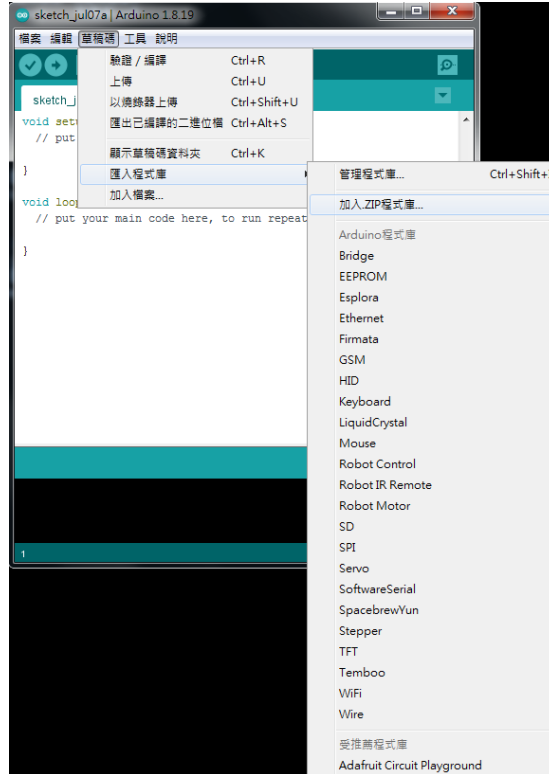 sketch_jul07a | Arduino 1.8.19
檔案 編輯 草稿碼 工具 說明
驗證 / 編譯 Ctrl+R
上傳 Ctrl+U
以燒錄器上傳 Ctrl+Shift+U
匯出已編譯的二進位檔 Ctrl+Alt+S
顯示草稿碼資料夾 Ctrl+K
匯入程式庫
加入檔案...
sketch_j
void setu
// put
}
void loop
// put your main code here, to run repeat
}
1
管理程式庫... Ctrl+Shift+
加入.ZIP程式庫...
Arduino程式庫
Bridge
EEPROM
Esplora
Ethernet
Firmata
GSM
HID
Keyboard
LiquidCrystal
Mouse
Robot Control
Robot IR Remote
Robot Motor
SD
SPI
Servo
SoftwareSerial
SpacebrewYun
Stepper
TFT
Temboo
WiFi
Wire
受推薦程式庫
Adafruit Circuit Playground